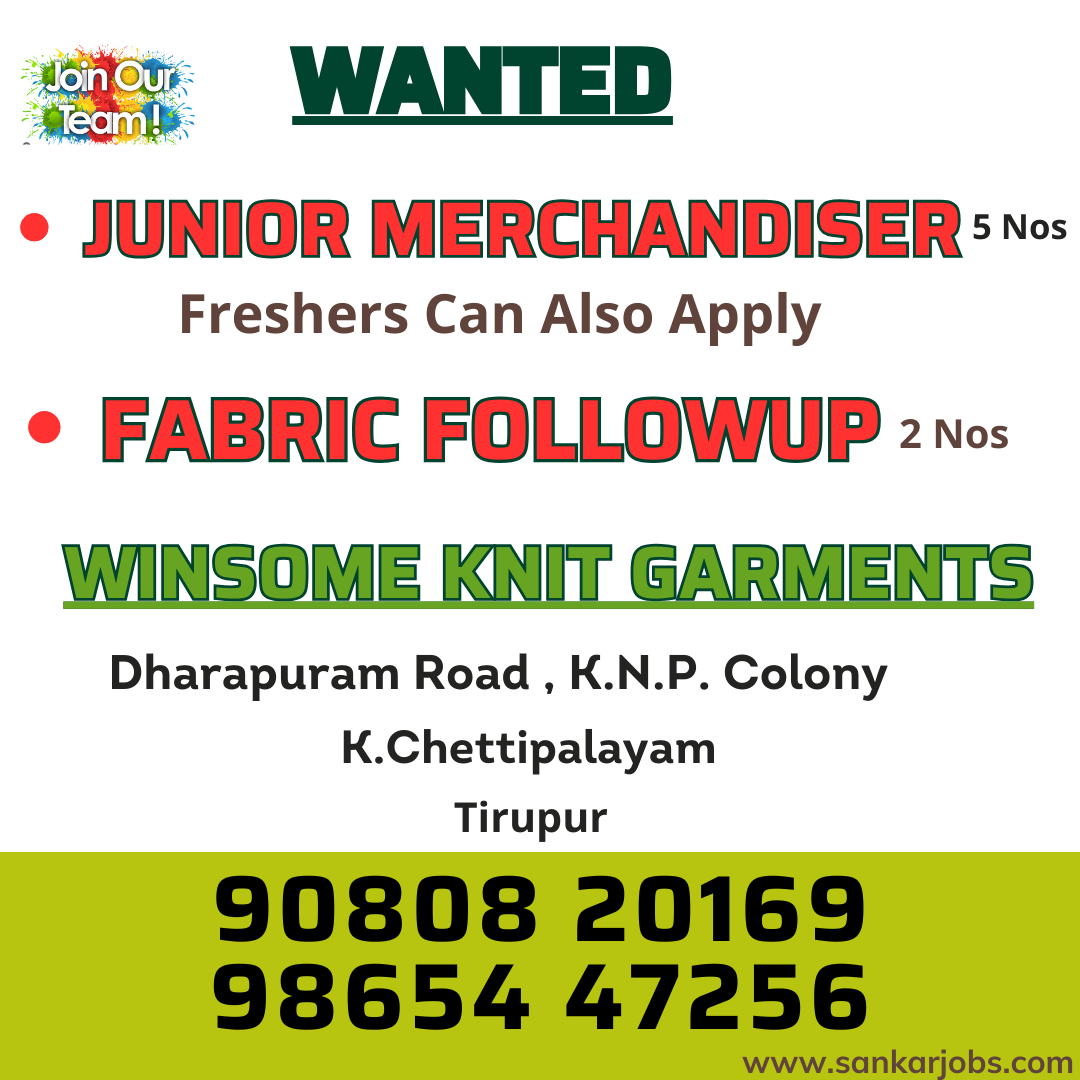 Join Our
Team !
WANTED
• JUNIOR MERCHANDISER 5 Nos
Freshers Can Also Apply
• FABRIC FOLLOWUP 2 Nos
WINSOME KNIT GARMENTS
Dharapuram Road , K.N.P. Colony
K.Chettipalayam
Tirupur
90808 20169
98654 47256
www.sankarjobs.com